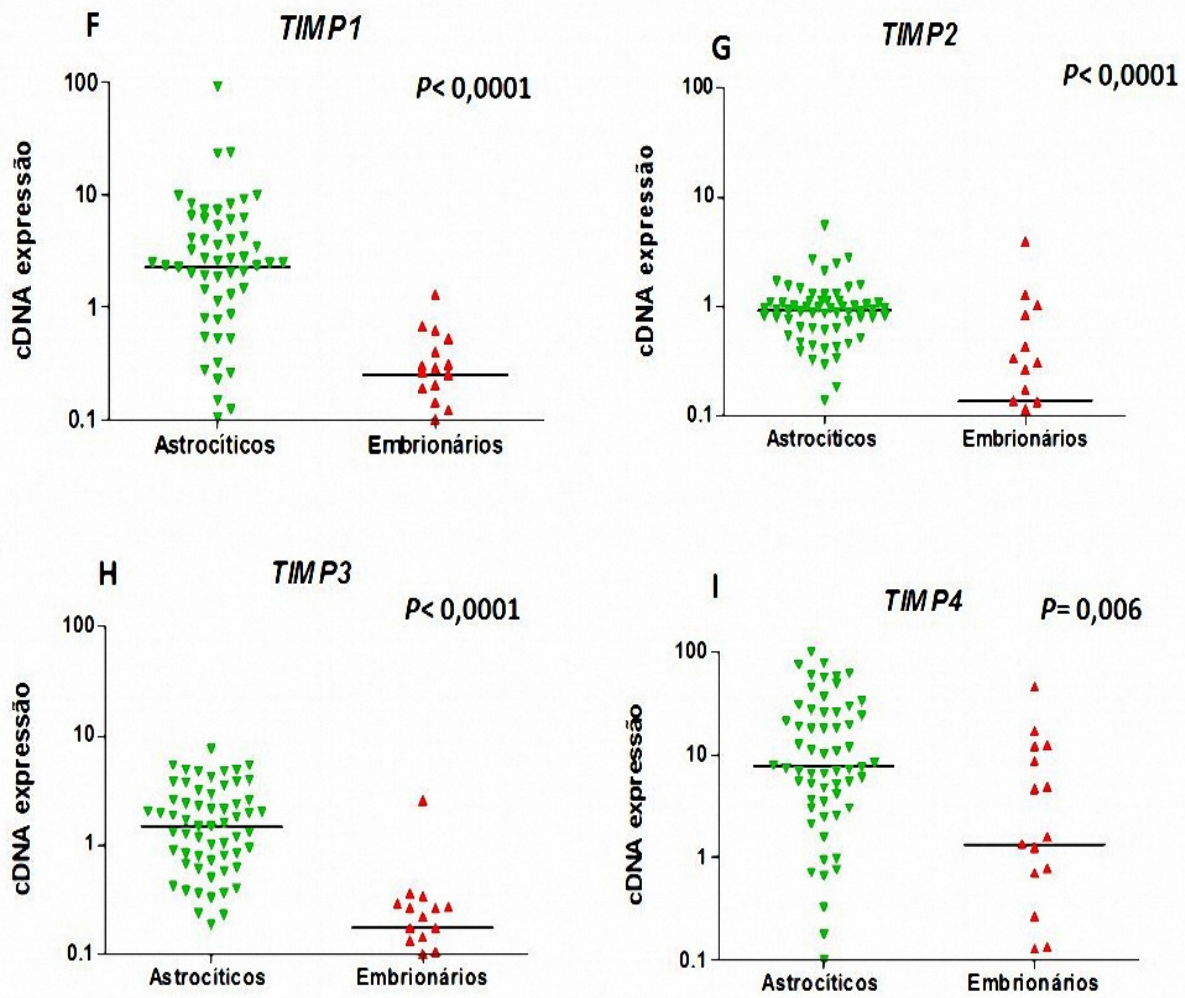 F
TIMP1
P< 0,0001
cDNA expressão
100
10
1
0.1
Astrocíticos Embrionários
G
TIMP2
P< 0,0001
cDNA expressão
100
10
1
0.1
Astrocíticos Embrionários
H
TIMP3
P< 0,0001
cDNA expressão
100
10
1
0.1
Astrocíticos Embrionários
I
TIMP4
P= 0,006
cDNA expressão
100
10
1
0.1
Astrocíticos Embrionários